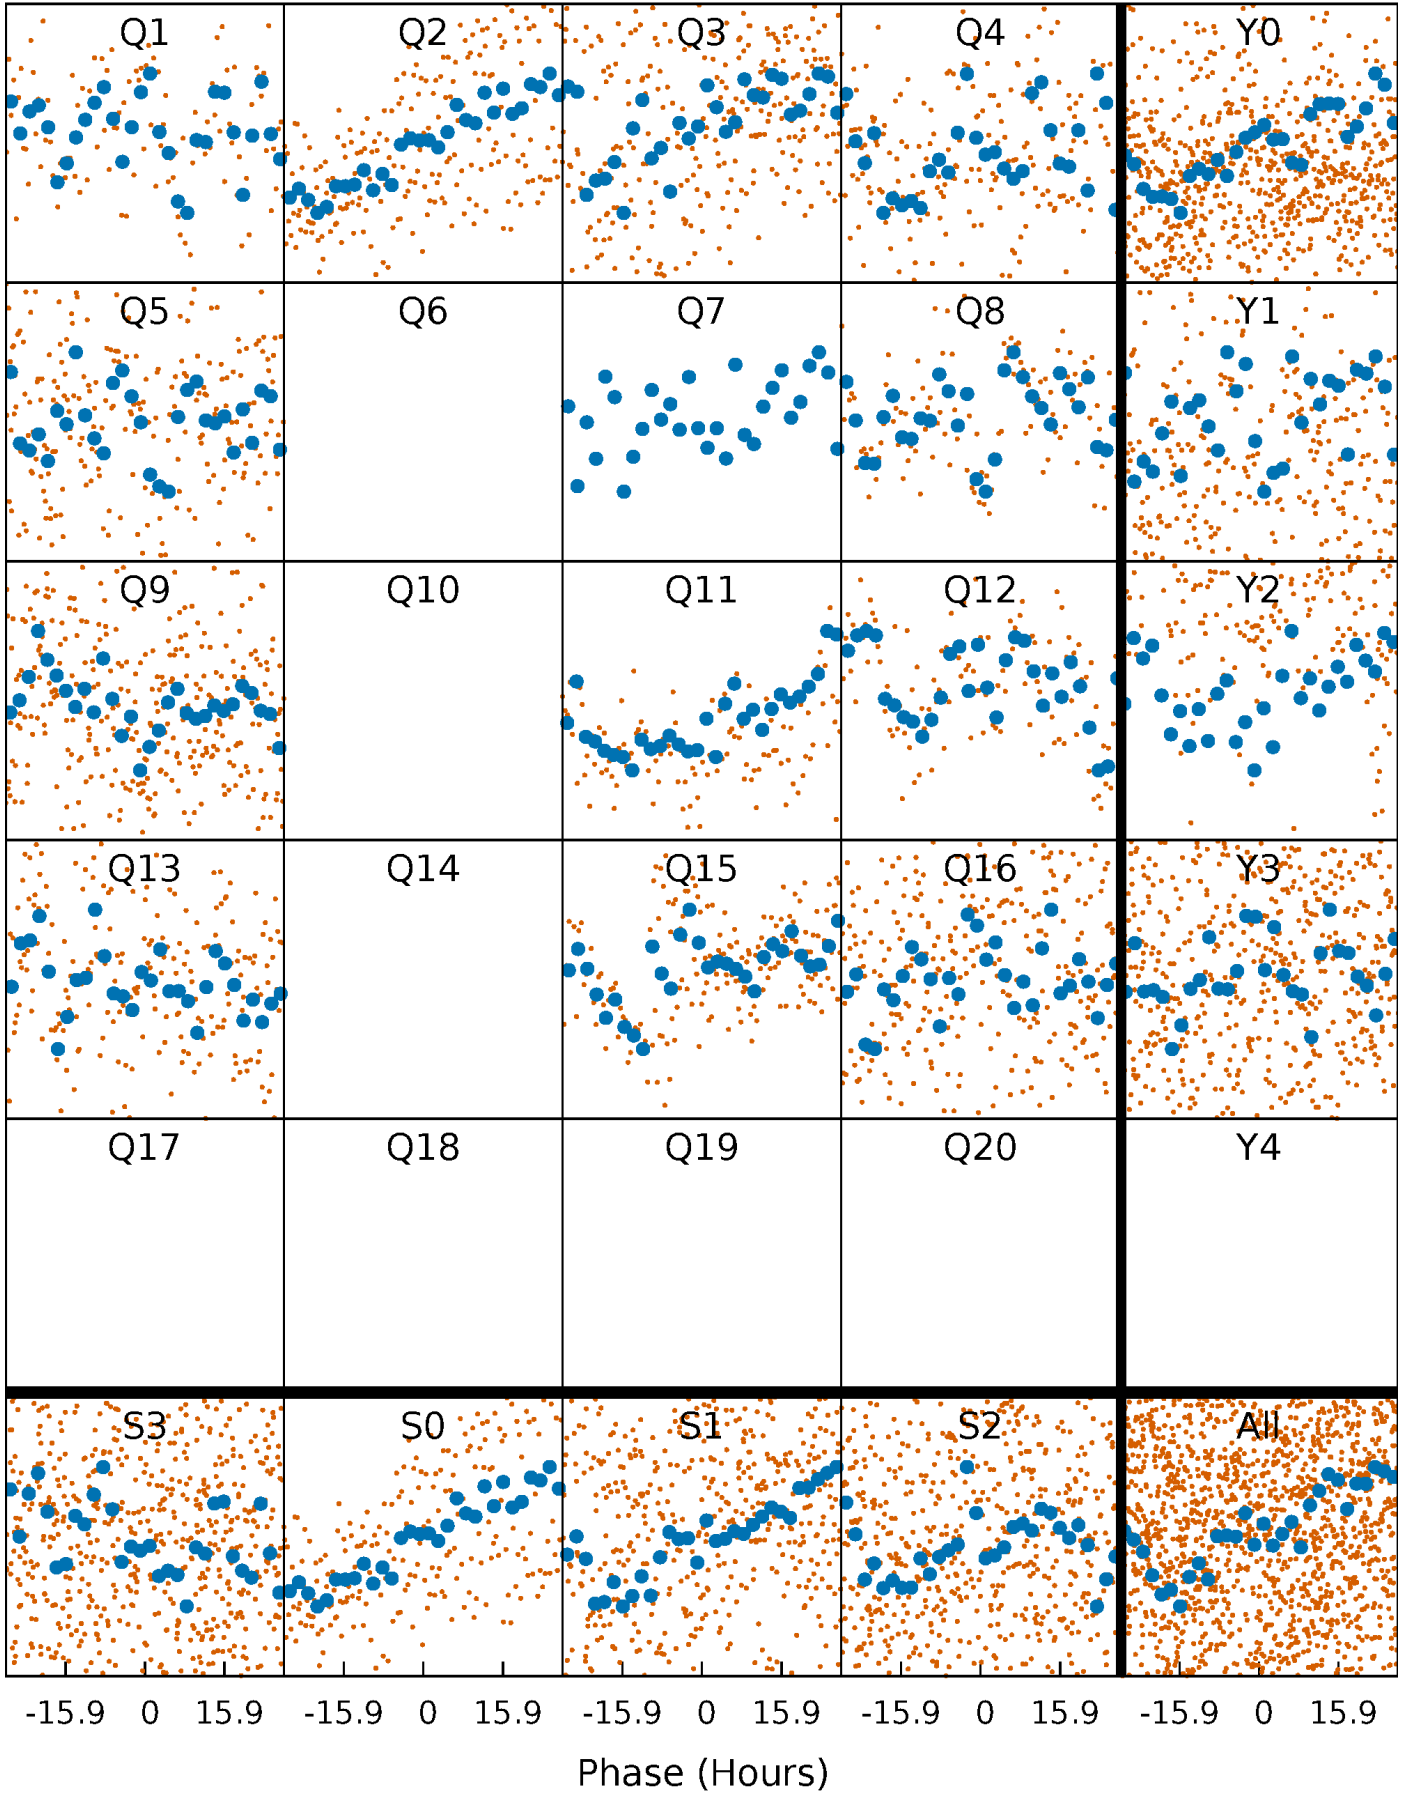 Q1 Q2 Q3 Q4 Y0
Q5 Q6 Q7 Q8 Y1
Q9 Q10 Q11 Q12 Y2
Q13 Q14 Q15 Q16 Y3
Q17 Q18 Q19 Q20 Y4
S3 S0 S1 S2 All
-15.9 0 15.9 -15.9 0 15.9 -15.9 0 15.9 -15.9 0 15.9 -15.9 0 15.9
Phase (Hours)